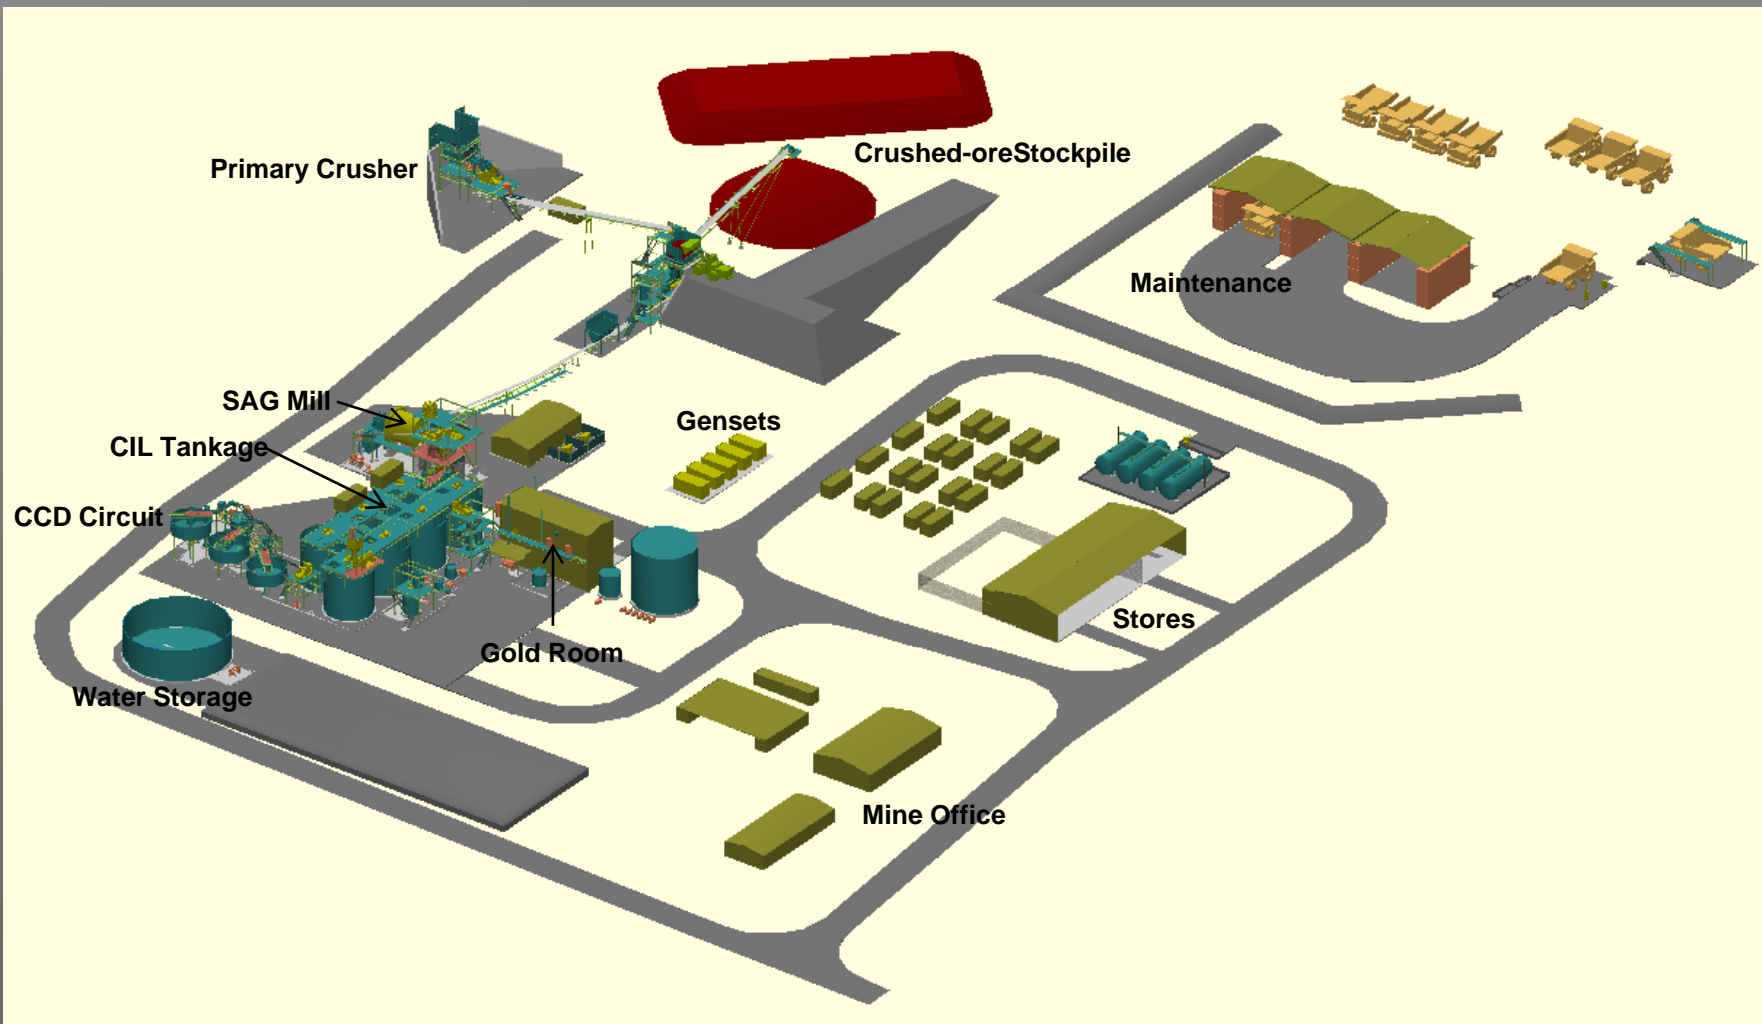 Primary Crusher
Crushed-oreStockpile
Maintenance
SAG Mill
Gensets
CIL Tankage
CCD Circuit
Stores
Gold Room
Water Storage
Mine Office